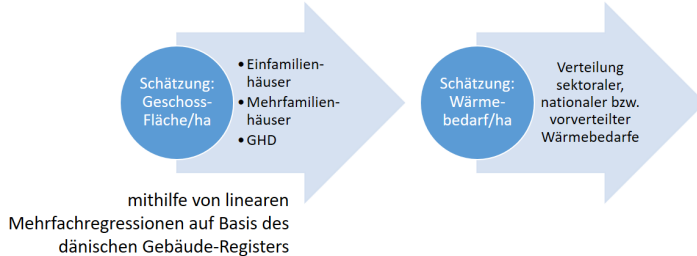 Schätzung:
Geschoss-
Fläche/ha
• Einfamilien-
häuser
• Mehrfamilien-
häuser
• GHD
Schätzung:
Wärme-
bedarf/ha
Verteilung
sektoraler,
nationaler bzw.
vorverteilter
Wärmebedarfe
mithilfe von linearen
Mehrfachregressionen auf Basis des
dänischen Gebäude-Registers